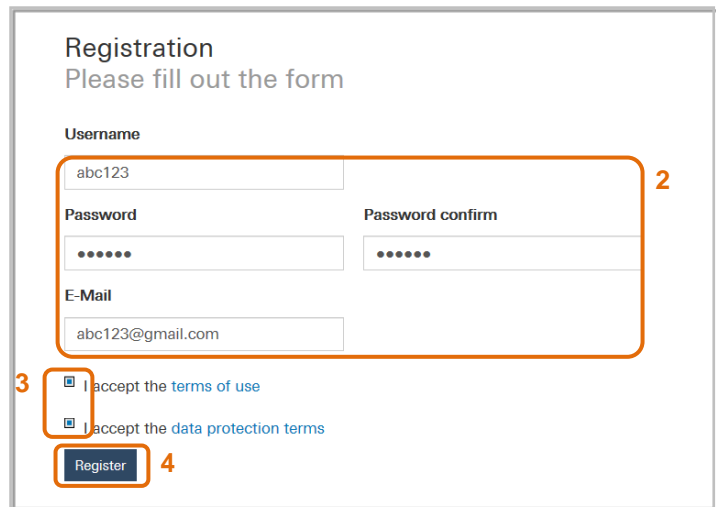 Registration
Please fill out the form
Username
abc123
2
Password Password confirm
●●●●●● ●●●●●●
E-Mail
abc123@gmail.com
3
I accept the terms of use
I accept the data protection terms
Register
4